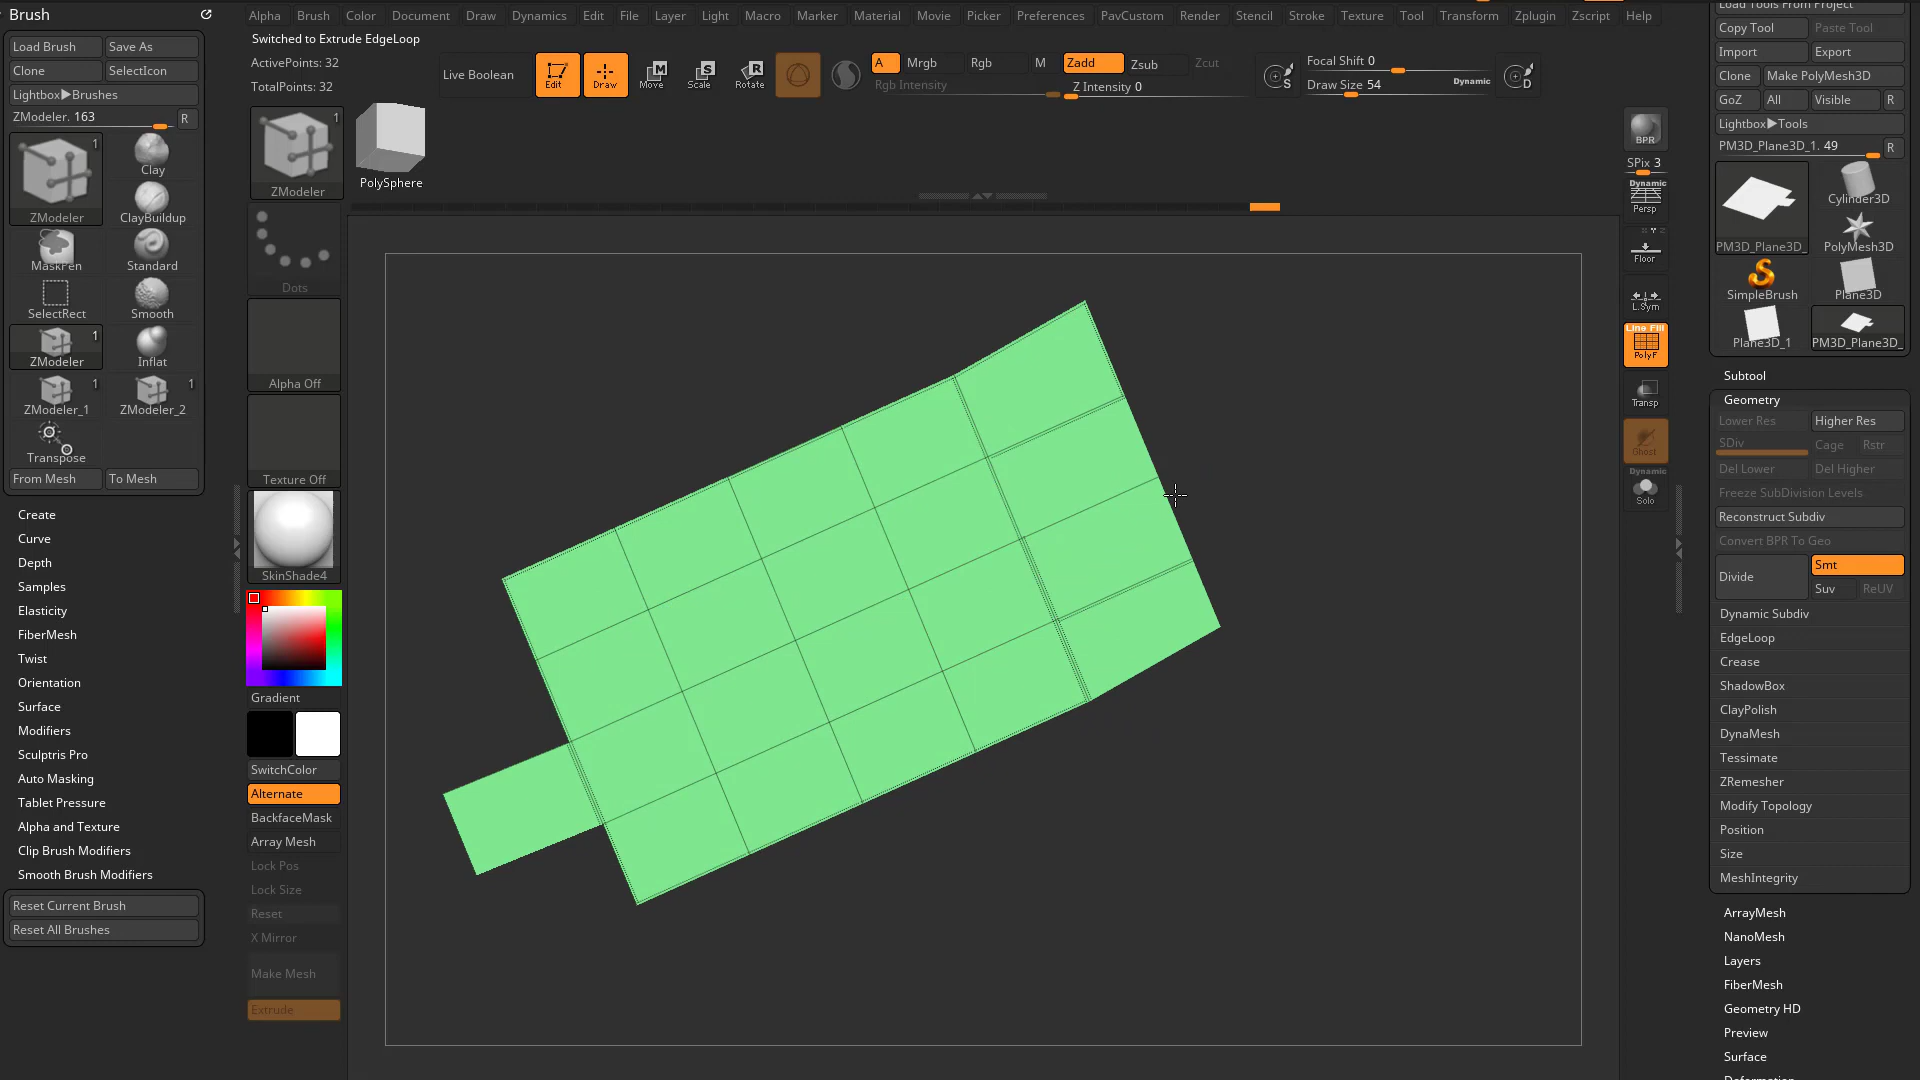 Brush
Load Brush
Save As
Clone
SelectIcon
Lightbox▶Brushes
ZModeler. 163
R
1
ZModeler
Clay
ClayBuildup
MaskPen
Standard
SelectRect
Smooth
1
ZModeler
Inflat
1
ZModeler_1
1
ZModeler_2
Transpose
From Mesh
To Mesh
Create
Curve
Depth
Samples
Elasticity
FiberMesh
Twist
Orientation
Surface
Modifiers
Sculptris Pro
Auto Masking
Tablet Pressure
Alpha and Texture
Clip Brush Modifiers
Smooth Brush Modifiers
Reset Current Brush
Reset All Brushes
Alpha
Brush
Color
Document
Draw
Dynamics
Edit
File
Layer
Light
Macro
Marker
Material
Movie
Picker
Preferences
PavCustom
Render
Stencil
Stroke
Texture
Tool
Transform
Zplugin
Zscript
Help
Switched to Extrude EdgeLoop
ActivePoints: 32
TotalPoints: 32
Live Boolean
Edit
Draw
M
Move
S
Scale
R
Rotate
A
Mrgb
Rgb
M
Zadd
Zsub
Zcut
Rgb Intensity
Z Intensity 0
S
Focal Shift 0
Draw Size 54
Dynamic
D
1
ZModeler
PolySphere
Dots
Alpha Off
Texture Off
SkinShade4
Gradient
SwitchColor
Alternate
BackfaceMask
Array Mesh
Lock Pos
Lock Size
Reset
X Mirror
Make Mesh
Extrude
BPR
SPix 3
Dynamic
Persp
Floor
L.Sym
Line Fill
PolyF
Transp
Ghost
Dynamic
Solo
Load Tools From Project
Copy Tool
Paste Tool
Import
Export
Clone
Make PolyMesh3D
GoZ
All
Visible
R
Lightbox▶Tools
PM3D_Plane3D_1. 49
R
PM3D_Plane3D_
Cylinder3D
PolyMesh3D
SimpleBrush
Plane3D
Plane3D_1
PM3D_Plane3D_
Subtool
Geometry
Lower Res
Higher Res
SDiv
Cage
Rstr
Del Lower
Del Higher
Freeze SubDivision Levels
Reconstruct Subdiv
Convert BPR To Geo
Divide
Smt
Suv
ReUV
Dynamic Subdiv
EdgeLoop
Crease
ShadowBox
ClayPolish
DynaMesh
Tessimate
ZRemesher
Modify Topology
Position
Size
MeshIntegrity
ArrayMesh
NanoMesh
Layers
FiberMesh
Geometry HD
Preview
Surface
Deformation